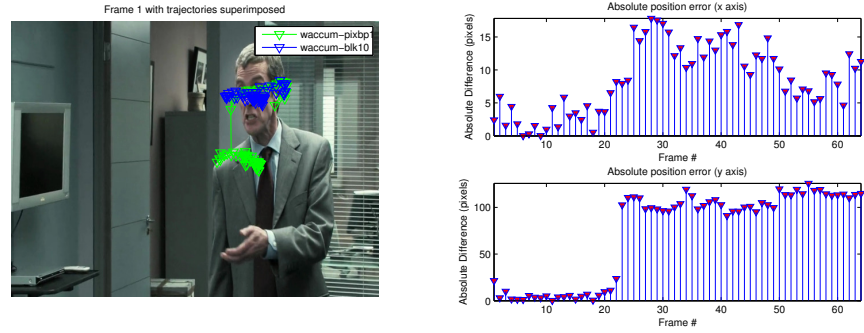 Frame 1 with trajectories superimposed
waccum-pixbp1
waccum-blk10
Absolute position error (x axis)
Absolute Difference (pixels)
15
10
5
0
10 20 30 40 50 60
Frame #
Absolute position error (y axis)
Absolute Difference (pixels)
100
50
0
10 20 30 40 50 60
Frame #